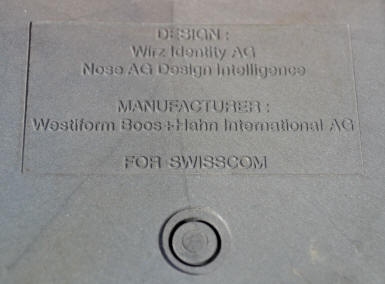 DESIGN :
Wirz Identity AG
Nose AG Design Intelligence
MANUFACTURER :
Westiform Boos+Hahn International AG
FOR SWISSCOM